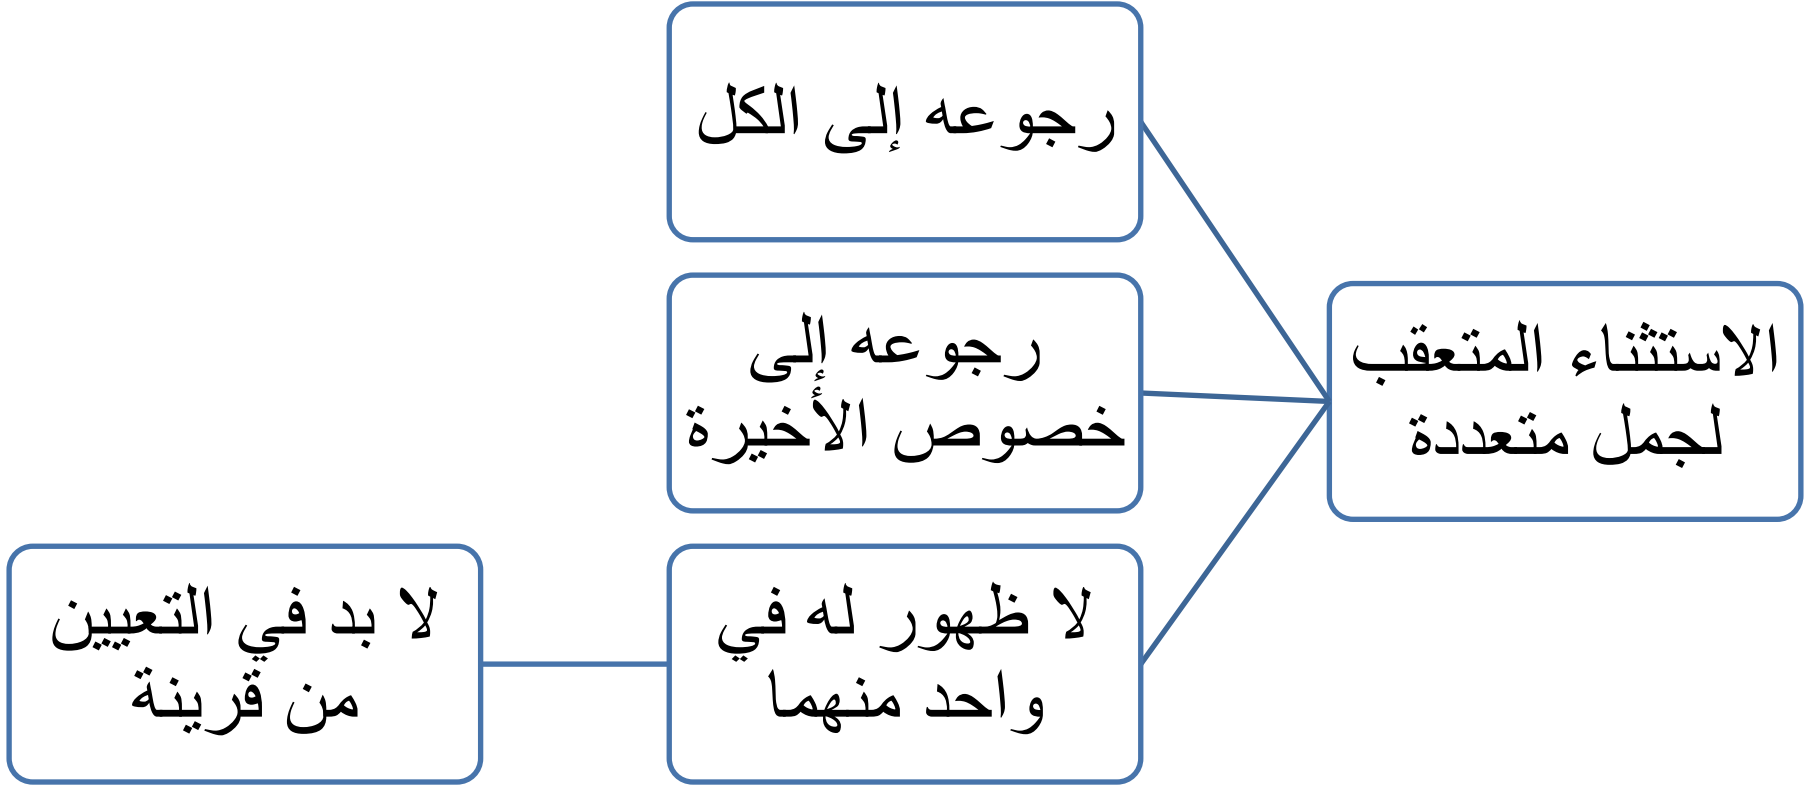 الاستثناء المتعقب
لجمل متعددة
رجوعه إلى الكل
رجوعه إلى
خصوص الأخيرة
لا ظهور له في
واحد منهما
لا بد في التعيين
من قرينة